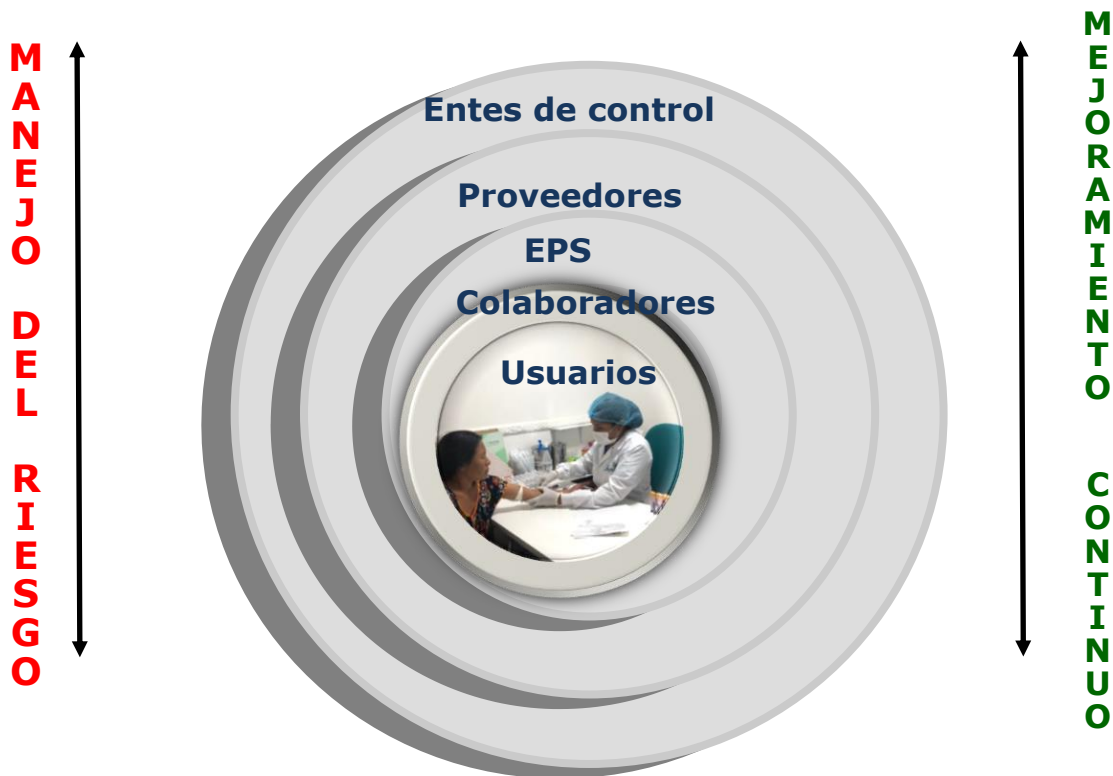 MANEJO DEL RIESGO
Entes de control
Proveedores
EPS
Colaboradores
Usuarios
MEJORAMIENTO CONTINUO